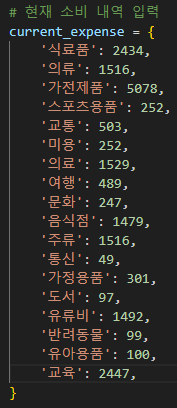 # 현재 소비 내역 입력
current_expense = {
'식료품': 2434,
'의류': 1516,
'가전제품': 5078,
'스포츠용품': 252,
'교통': 503,
'미용': 252,
'의료': 1529,
'여행': 489,
'문화': 247,
'음식점': 1479,
'주류': 1516,
'통신': 49,
'가정용품': 301,
'도서': 97,
'유류비': 1492,
'반려동물': 99,
'유아용품': 100,
'교육': 2447,
}